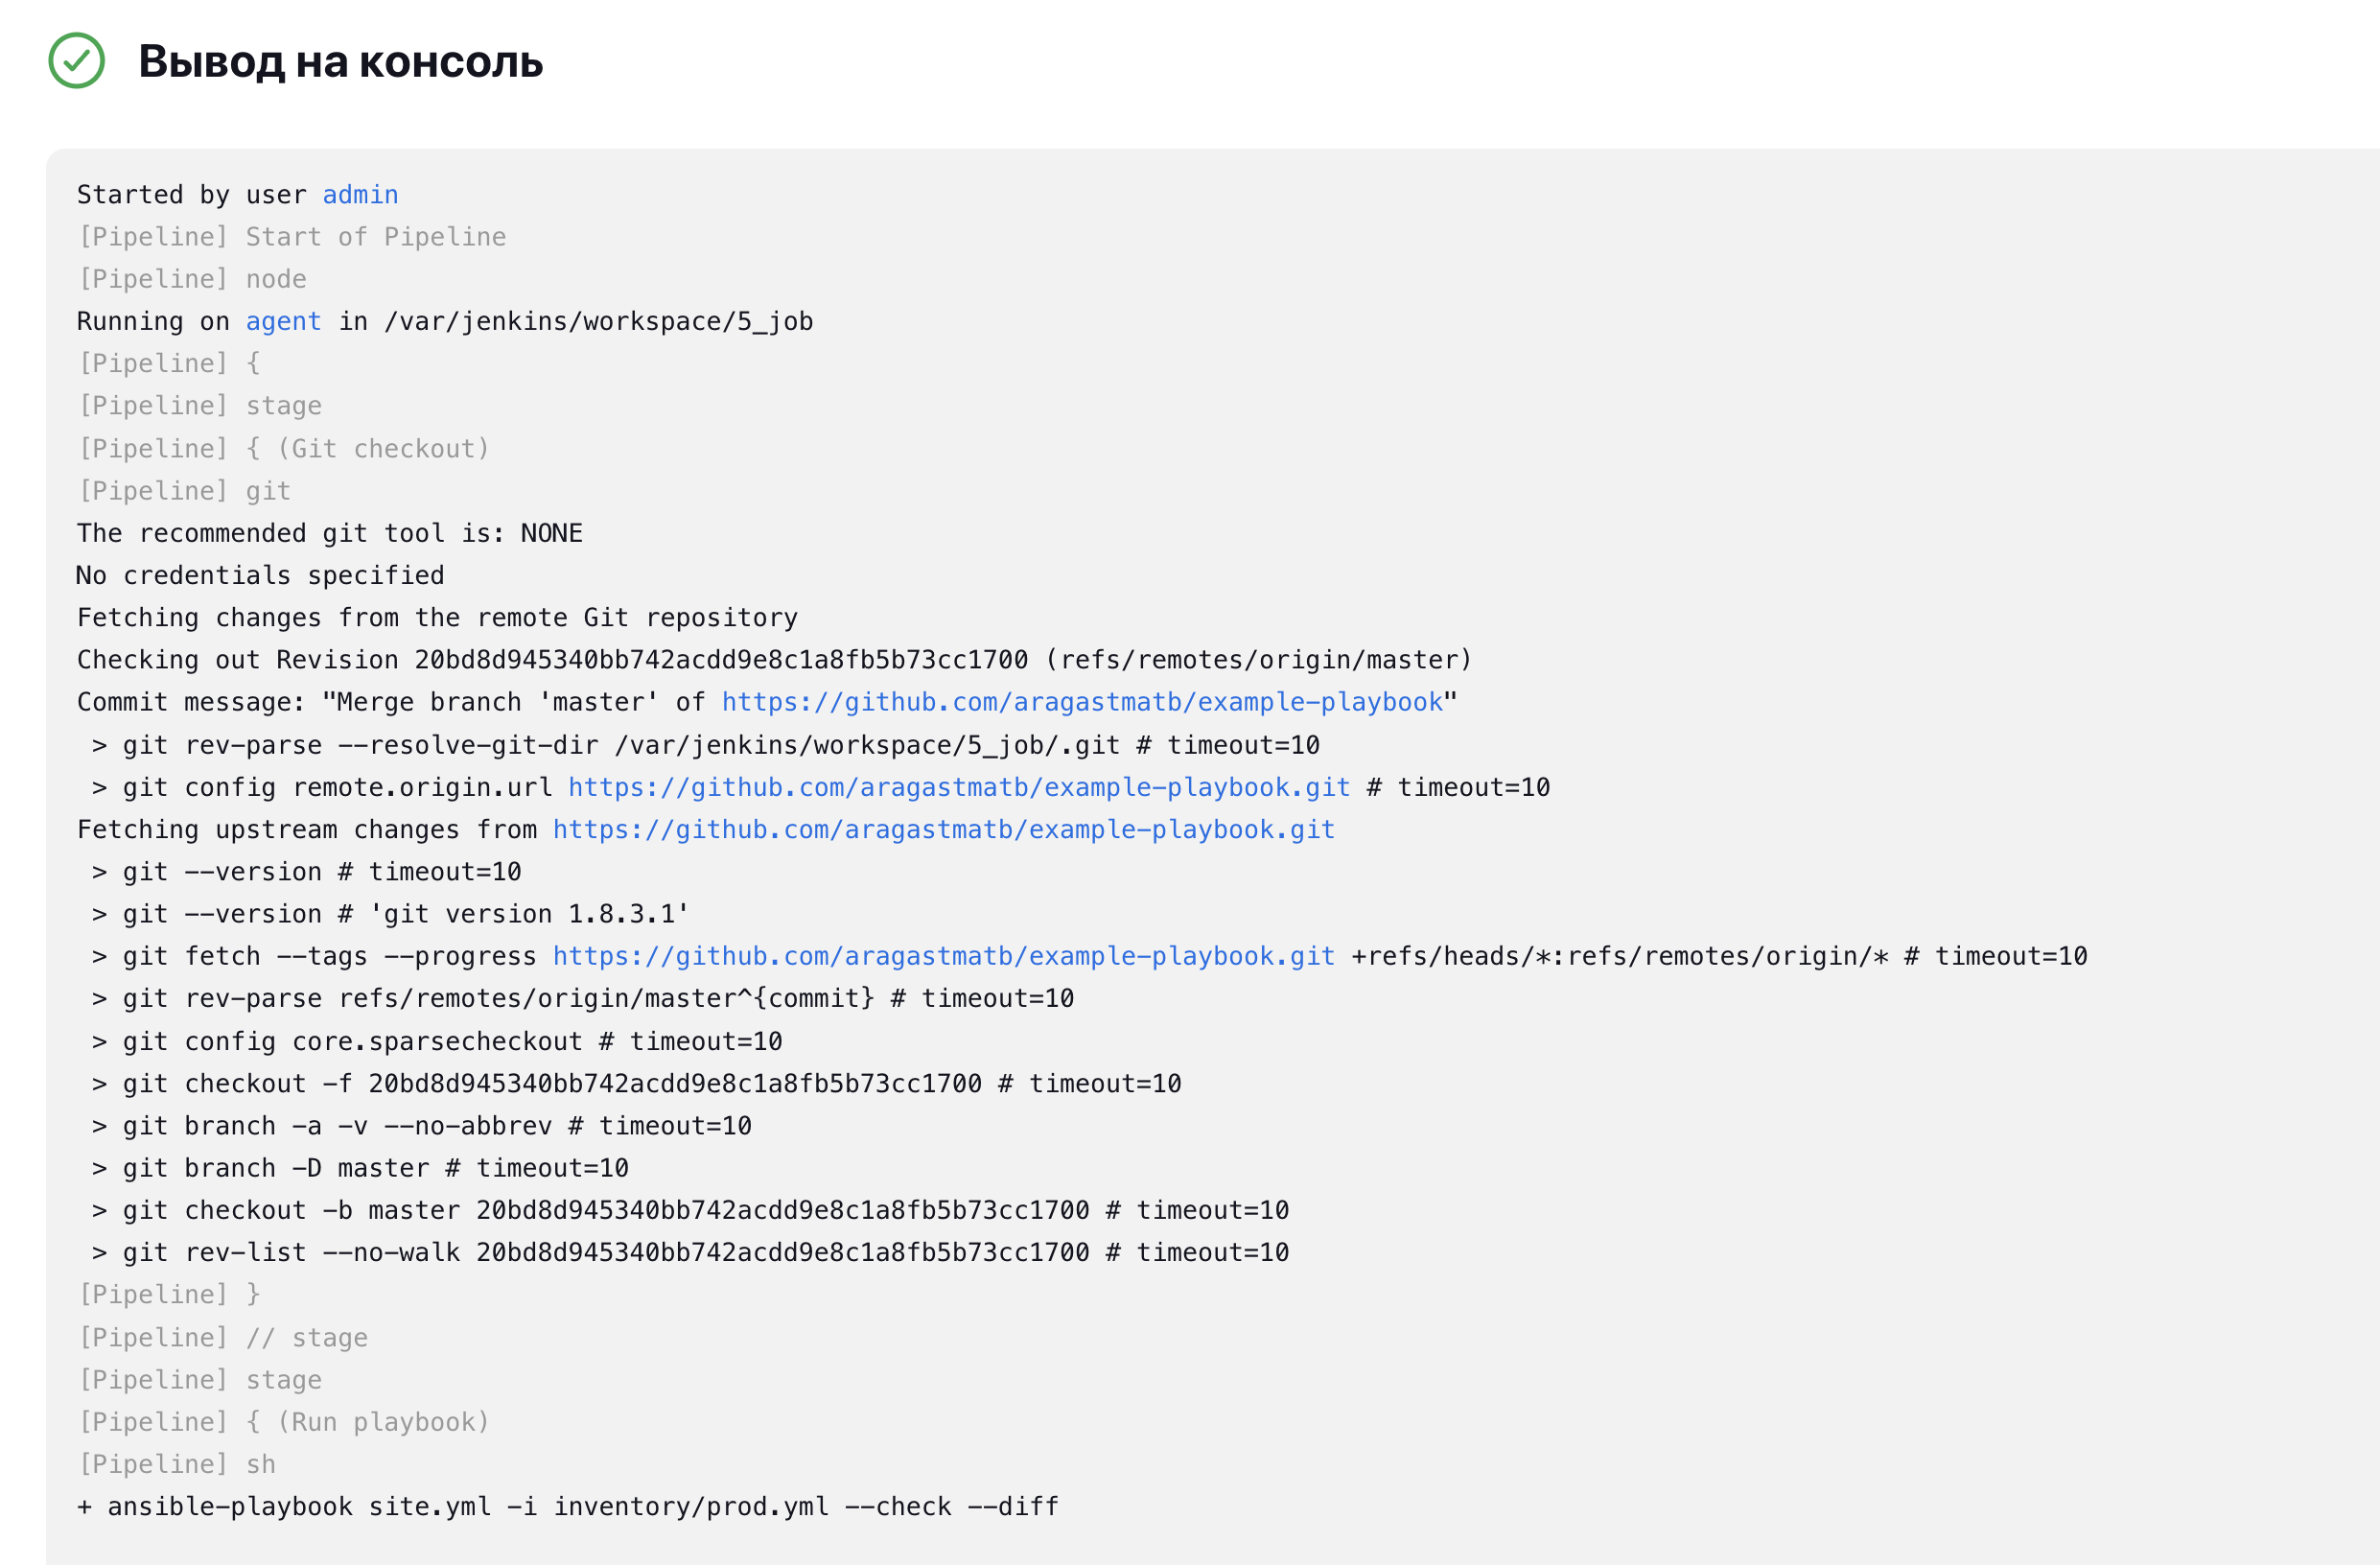 Вывод на консоль
Started by user admin
[Pipeline] Start of Pipeline
[Pipeline] node
Running on agent in /var/jenkins/workspace/5_job
[Pipeline] {
[Pipeline] stage
[Pipeline] { (Git checkout)
[Pipeline] git
The recommended git tool is: NONE
No credentials specified
Fetching changes from the remote Git repository
Checking out Revision 20bd8d945340bb742acdd9e8c1a8fb5b73cc1700 (refs/remotes/origin/master)
Commit message: "Merge branch 'master' of https://github.com/aragastmatb/example-playbook"
 > git rev-parse --resolve-git-dir /var/jenkins/workspace/5_job/.git # timeout=10
 > git config remote.origin.url https://github.com/aragastmatb/example-playbook.git # timeout=10
Fetching upstream changes from https://github.com/aragastmatb/example-playbook.git
 > git --version # timeout=10
 > git --version # 'git version 1.8.3.1'
 > git fetch --tags --progress https://github.com/aragastmatb/example-playbook.git +refs/heads/*:refs/remotes/origin/* # timeout=10
 > git rev-parse refs/remotes/origin/master^{commit} # timeout=10
 > git config core.sparsecheckout # timeout=10
 > git checkout -f 20bd8d945340bb742acdd9e8c1a8fb5b73cc1700 # timeout=10
 > git branch -a -v --no-abbrev # timeout=10
 > git branch -D master # timeout=10
 > git checkout -b master 20bd8d945340bb742acdd9e8c1a8fb5b73cc1700 # timeout=10
 > git rev-list --no-walk 20bd8d945340bb742acdd9e8c1a8fb5b73cc1700 # timeout=10
[Pipeline] }
[Pipeline] // stage
[Pipeline] stage
[Pipeline] { (Run playbook)
[Pipeline] sh
+ ansible-playbook site.yml -i inventory/prod.yml --check --diff